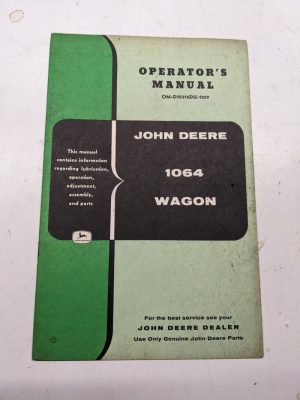 OPERATOR'S
MANUAL
JOHN DEERE
1064
WAGON
This manual
contains information
regarding lubrication,
operation,
adjustment,
assembly,
and parts
For the best service see your
JOHN DEERE DEALER
Use Only Genuine John Deere Parts